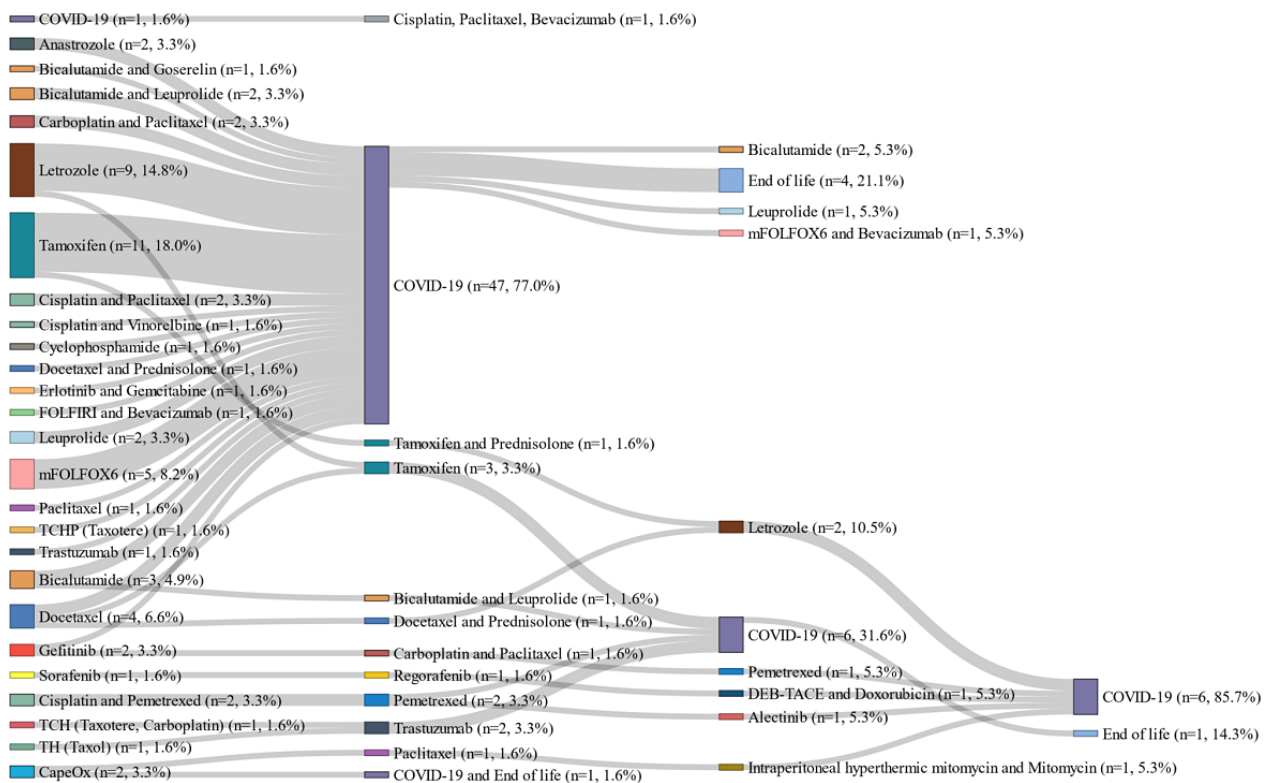 COVID-19 (n=1, 1.6%)
Anastrozole (n=2, 3.3%)
Bicalutamide and Goserelin (n=1, 1.6%)
Bicalutamide and Leuprolide (n=2, 3.3%)
Carboplatin and Paclitaxel (n=2, 3.3%)
Letrozole (n=9, 14.8%)
Tamoxifen (n=11, 18.0%)
Cisplatin and Paclitaxel (n=2, 3.3%)
Cisplatin and Vinorelbine (n=1, 1.6%)
Cyclophosphamide (n=1, 1.6%)
Docetaxel and Prednisolone (n=1, 1.6%)
Erlotinib and Gemcitabine (n=1, 1.6%)
FOLFIRI and Bevacizumab (n=1, 1.6%)
Leuprolide (n=2, 3.3%)
mFOLFOX6 (n=5, 8.2%)
Paclitaxel (n=1, 1.6%)
TCHP (Taxotere) (n=1, 1.6%)
Trastuzumab (n=1, 1.6%)
Bicalutamide (n=3, 4.9%)
Docetaxel (n=4, 6.6%)
Gefitinib (n=2, 3.3%)
Sorafenib (n=1, 1.6%)
Cisplatin and Pemetrexed (n=2, 3.3%)
TCH (Taxotere, Carboplatin) (n=1, 1.6%)
TH (Taxol) (n=1, 1.6%)
CapeOx (n=2, 3.3%)
Cisplatin, Paclitaxel, Bevacizumab (n=1, 1.6%)
COVID-19 (n=47, 77.0%)
Tamoxifen and Prednisolone (n=1, 1.6%)
Tamoxifen (n=3, 3.3%)
Bicalutamide and Leuprolide (n=1, 1.6%)
Docetaxel and Prednisolone (n=1, 1.6%)
Carboplatin and Paclitaxel (n=1, 1.6%)
Regorafenib (n=1, 1.6%)
Pemetrexed (n=2, 3.3%)
Trastuzumab (n=2, 3.3%)
Paclitaxel (n=1, 1.6%)
COVID-19 and End of life (n=1, 1.6%)
Bicalutamide (n=2, 5.3%)
End of life (n=4, 21.1%)
Leuprolide (n=1, 5.3%)
mFOLFOX6 and Bevacizumab (n=1, 5.3%)
Letrozole (n=2, 10.5%)
COVID-19 (n=6, 31.6%)
Pemetrexed (n=1, 5.3%)
DEB-TACE and Doxorubicin (n=1, 5.3%)
Alectinib (n=1, 5.3%)
Intraperitoneal hyperthermic mitomycin and Mitomycin (n=1, 5.3%)
COVID-19 (n=6, 85.7%)
End of life (n=1, 14.3%)